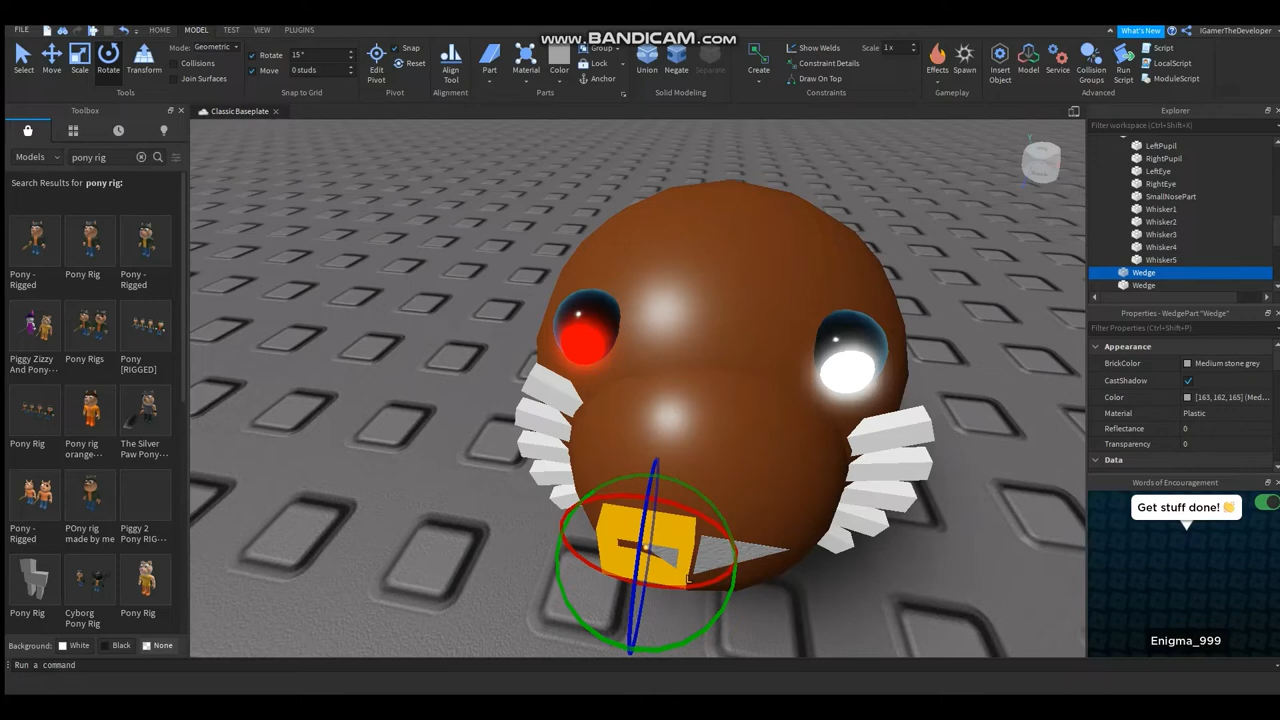 www.BANDICAM.com
FILE HOME MODEL TEST VIEW PLUGINS What's New IGamerTheDeveloper
Select Move Scale Rotate Transform
Mode: Geometric
Collisions
Join Surfaces
Tools
Rotate 15°
Move 0 studs
Snap to Grid
Edit Pivot
Snap
Reset
Pivot
Align Tool
Alignment
Part Material Color
Group
Lock
Anchor
Parts
Union Negate Separate
Solid Modeling
Create
Show Welds
Constraint Details
Draw On Top
Scale 1 x
Constraints
Effects Spawn
Gameplay
Insert Object
Model Service
Collision Groups
Run Script
Script
LocalScript
ModuleScript
Advanced
Toolbox
Classic Baseplate
Explorer
Filter workspace (Ctrl+Shift+X)
Models
pony rig
Search Results for pony rig:
Pony - Rigged
Pony Rig
Pony - Rigged
Piggy Zizzy And Pony...
Pony Rigs
Pony [RIGGED]
Pony Rig
Pony rig orange...
The Silver Paw Pony...
Pony Rig
POny rig made by me
Piggy 2 Pony RIG...
Pony Rig
Cyborg Pony Rig
Pony Rig
Background: White Black None
Run a command
LeftPupil
RightPupil
LeftEye
RightEye
SmallNosePart
Whisker1
Whisker2
Whisker3
Whisker4
Whisker5
Wedge
Wedge
Properties - WedgePart "Wedge"
Filter Properties (Ctrl+Shift+P)
Appearance
BrickColor Medium stone grey
CastShadow
Color [163, 162, 165] (Med...
Material Plastic
Reflectance 0
Transparency 0
Data
Words of Encouragement
Get stuff done! 👏
Enigma_999